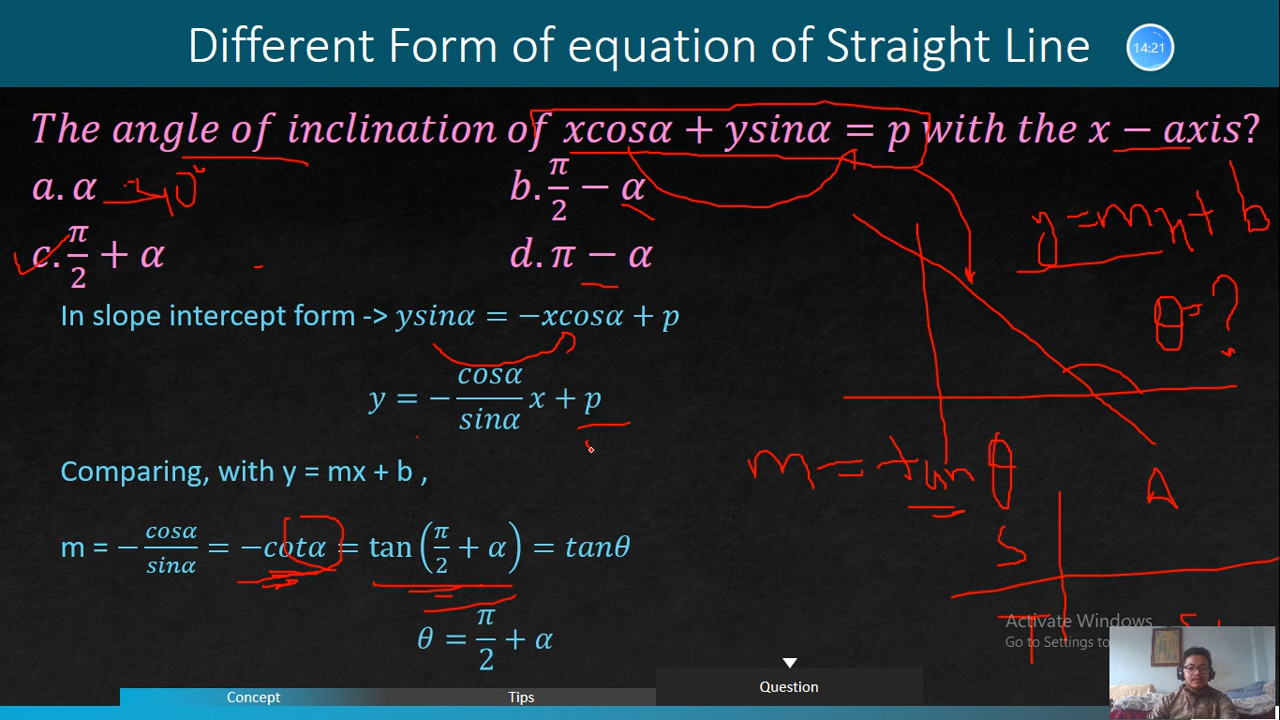 Different Form of equation of Straight Line
14:21
The angle of inclination of xcosα + ysinα = p with the x − axis?
a. α → 90°
b. π/2 − α
c. π/2 + α
d. π − α
y = mx + b
θ = ?
In slope intercept form -> ysinα = −xcosα + p
y = − cosα/sinα x + p
m = tan θ
Comparing, with y = mx + b ,
A
S
T
m = − cosα/sinα = −cotα = tan(π/2 + α) = tanθ
θ = π/2 + α
Activate Windows
Go to Settings to
Concept
Tips
Question